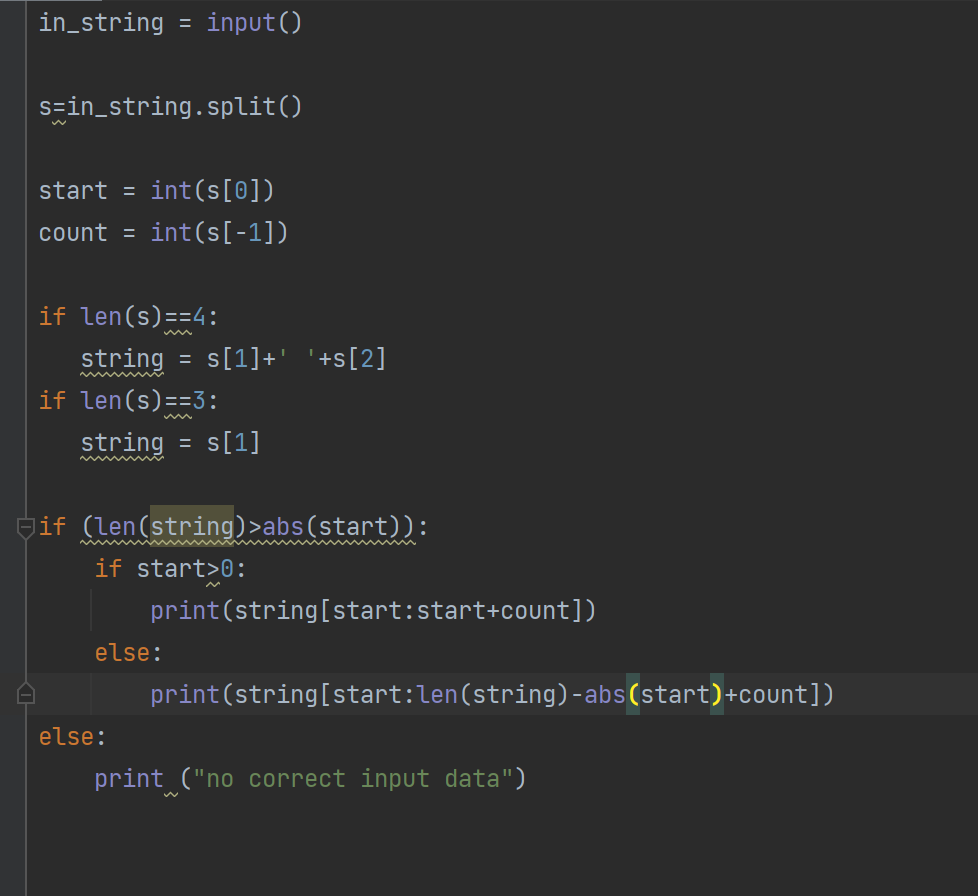 in_string = input()
s=in_string.split()
start = int(s[0])
count = int(s[-1])
if len(s)==4:
   string = s[1]+' '+s[2]
if len(s)==3:
   string = s[1]
if (len(string)>abs(start)):
    if start>0:
        print(string[start:start+count])
    else:
        print(string[start:len(string)-abs(start)+count])
else:
    print ("no correct input data")